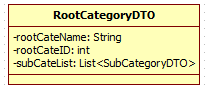 RootCategoryDTO
-rootCateName: String
-rootCateID: int
-subCateList: List<SubCategoryDTO>